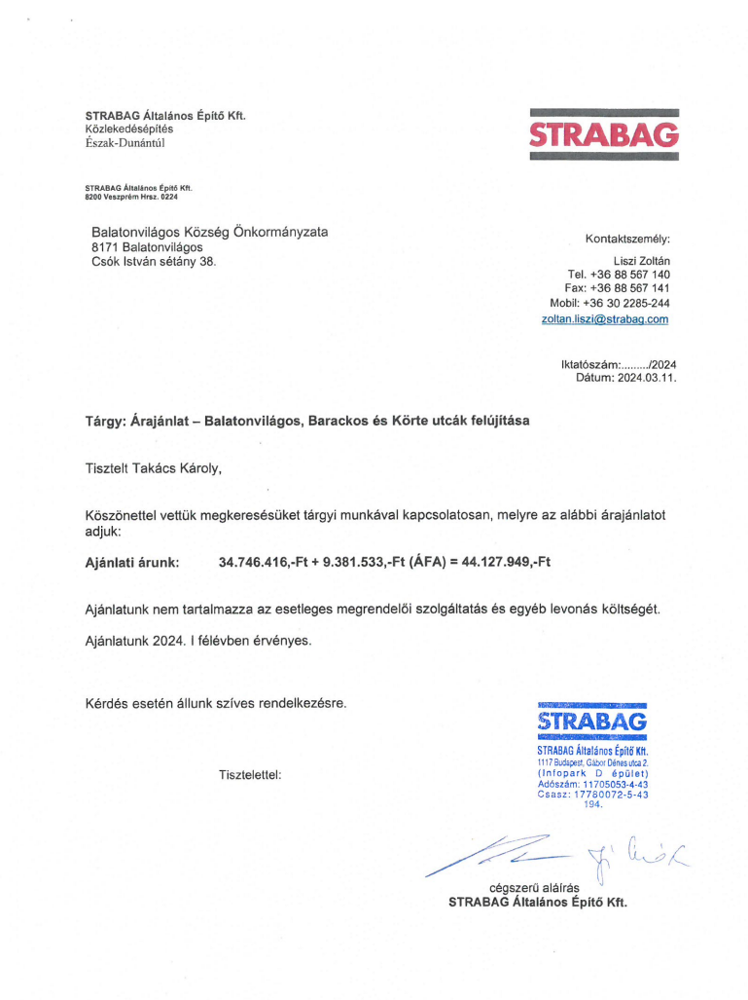 STRABAG Általános Építő Kft.
Közlekedésépítés
Észak-Dunántúl
STRABAG
STRABAG Általános Építő Kft.
8200 Veszprém Hrsz. 0224
Balatonvilágos Község Önkormányzata
8171 Balatonvilágos
Csók István sétány 38.
Kontaktszemély:
Liszi Zoltán
Tel. +36 88 567 140
Fax: +36 88 567 141
Mobil: +36 30 2285-244
zoltan.liszi@strabag.com
Iktatószám:........./2024
Dátum: 2024.03.11.
Tárgy: Árajánlat – Balatonvilágos, Barackos és Körte utcák felújítása
Tisztelt Takács Károly,
Köszönettel vettük megkeresésüket tárgyi munkával kapcsolatosan, melyre az alábbi árajánlatot
adjuk:
Ajánlati árunk: 34.746.416,-Ft + 9.381.533,-Ft (ÁFA) = 44.127.949,-Ft
Ajánlatunk nem tartalmazza az esetleges megrendelői szolgáltatás és egyéb levonás költségét.
Ajánlatunk 2024. I félévben érvényes.
Kérdés esetén állunk szíves rendelkezésre.
Tisztelettel:
STRABAG
STRABAG Általános Építő Kft.
1117 Budapest, Gábor Dénes utca 2.
(Infopark D épület)
Adószám: 11705053-4-43
Csasz: 17780072-5-43
194.
cégszerű aláírás
STRABAG Általános Építő Kft.